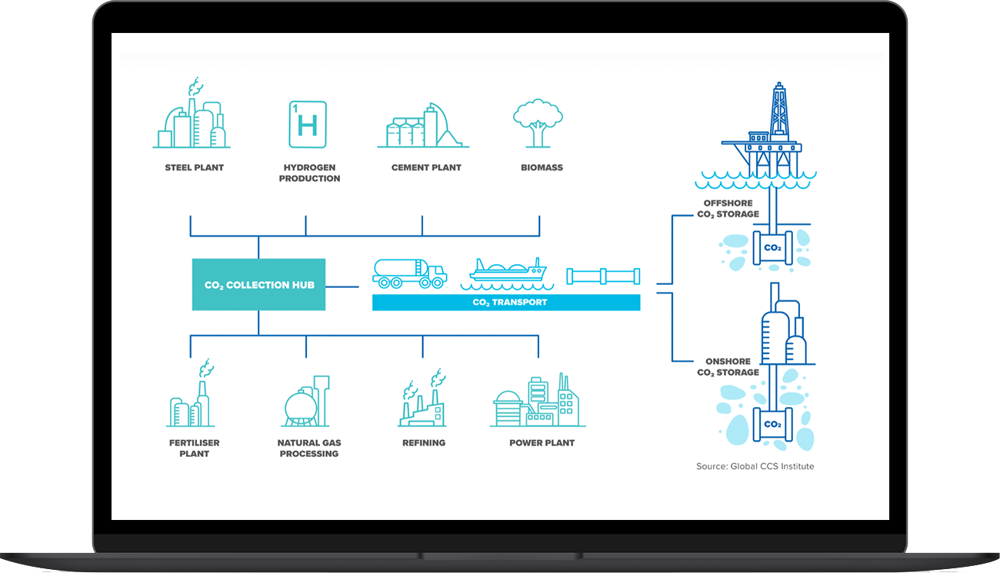 1
H
STEEL PLANT
HYDROGEN
PRODUCTION
CEMENT PLANT
BIOMASS
OFFSHORE
CO₂ STORAGE
CO₂
CO₂ COLLECTION HUB
CO₂ TRANSPORT
ONSHORE
CO₂ STORAGE
CO₂
FERTILISER
PLANT
NATURAL GAS
PROCESSING
REFINING
POWER PLANT
Source: Global CCS Institute